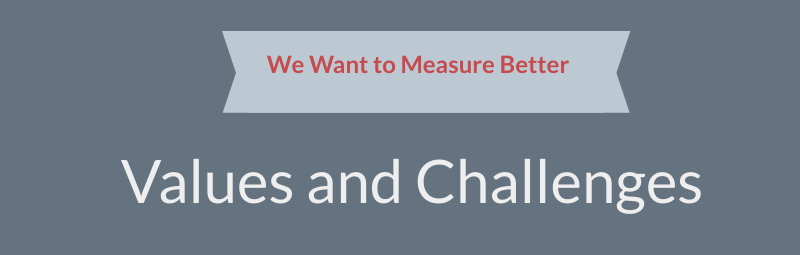 We Want to Measure Better
Values and Challenges